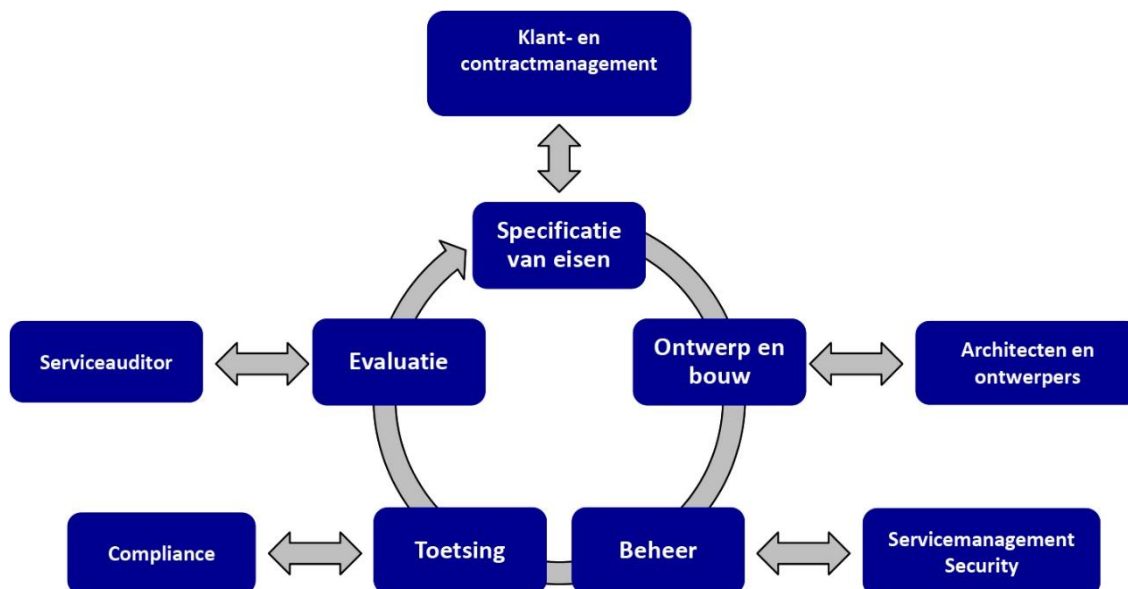 Klant- en
contractmanagement
Specificatie
van eisen
Serviceauditor
Evaluatie
Ontwerp en
bouw
Architecten en
ontwerpers
Compliance
Toetsing
Beheer
Servicemanagement
Security